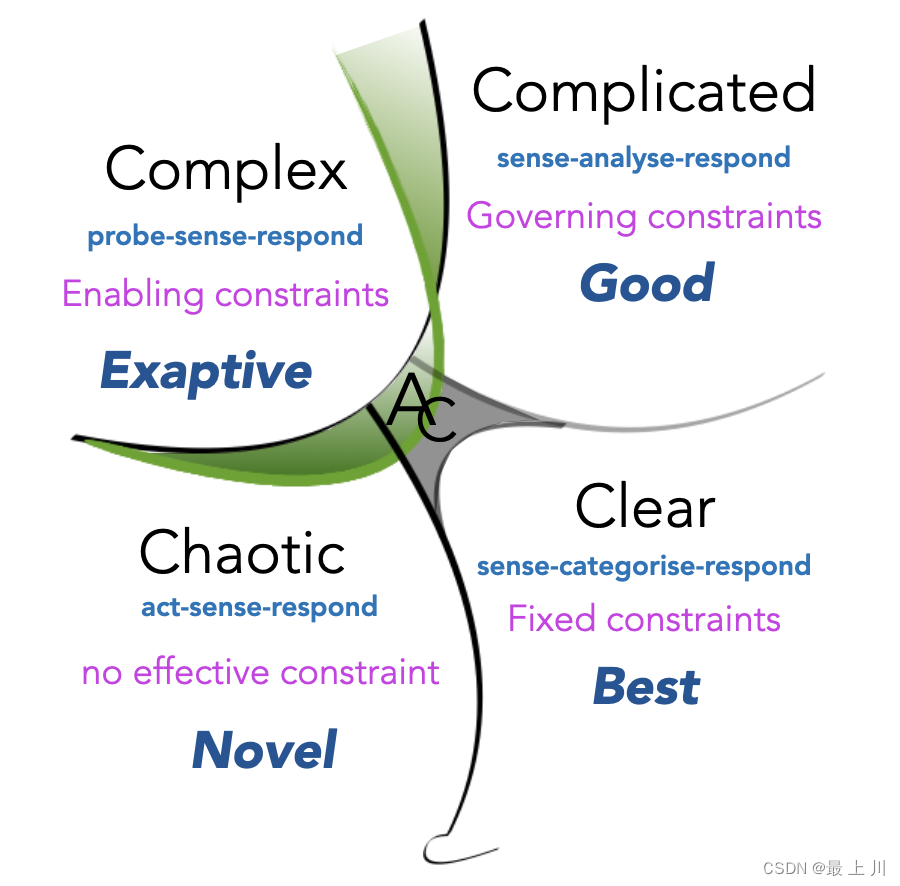 Complex
probe-sense-respond
Enabling constraints
Exaptive
Complicated
sense-analyse-respond
Governing constraints
Good
A
C
Chaotic
act-sense-respond
no effective constraint
Novel
Clear
sense-categorise-respond
Fixed constraints
Best
CSDN @最 上 川